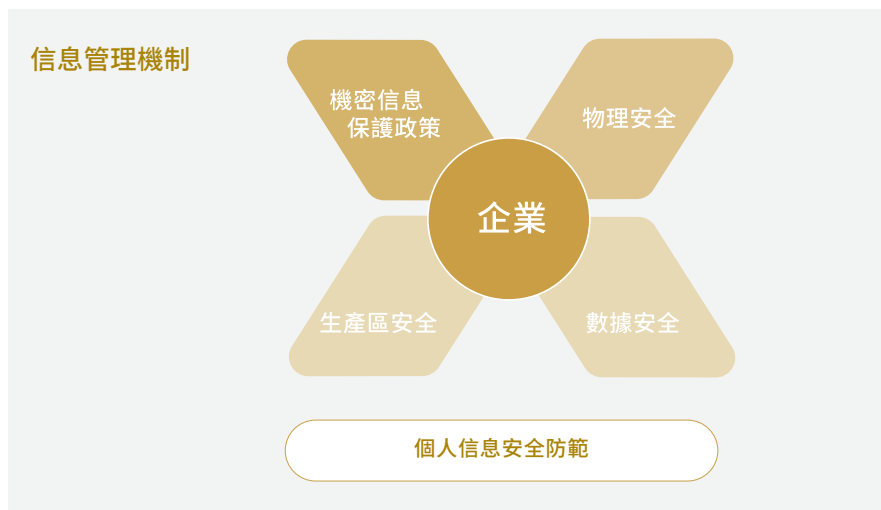 信息管理機制
機密信息
保護政策
物理安全
企業
生產區安全
數據安全
個人信息安全防範